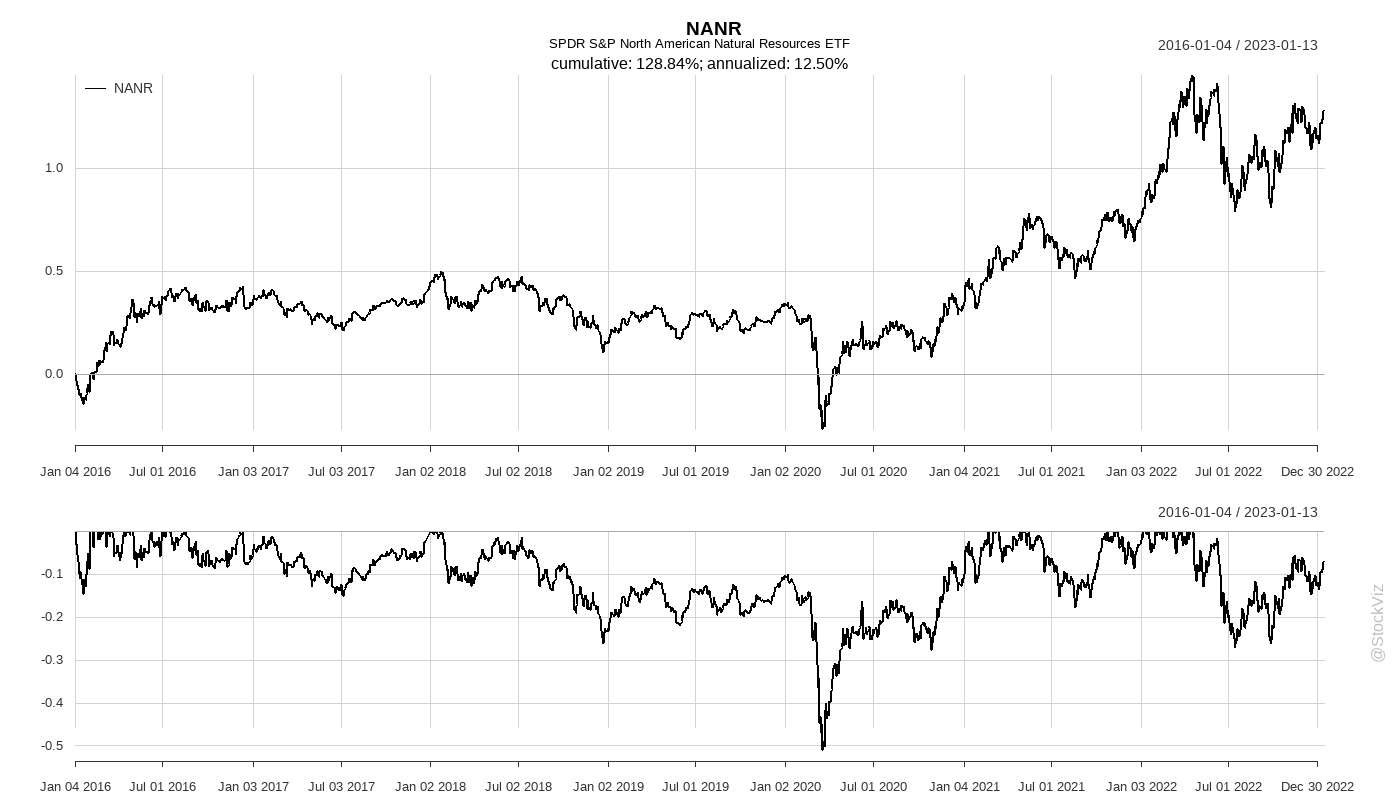 NANR
SPDR S&P North American Natural Resources ETF
cumulative: 128.84%; annualized: 12.50%
2016-01-04 / 2023-01-13
NANR
1.0
0.5
0.0
Jan 04 2016 Jul 01 2016 Jan 03 2017 Jul 03 2017 Jan 02 2018 Jul 02 2018 Jan 02 2019 Jul 01 2019 Jan 02 2020 Jul 01 2020 Jan 04 2021 Jul 01 2021 Jan 03 2022 Jul 01 2022 Dec 30 2022
2016-01-04 / 2023-01-13
-0.1
-0.2
-0.3
-0.4
-0.5
Jan 04 2016 Jul 01 2016 Jan 03 2017 Jul 03 2017 Jan 02 2018 Jul 02 2018 Jan 02 2019 Jul 01 2019 Jan 02 2020 Jul 01 2020 Jan 04 2021 Jul 01 2021 Jan 03 2022 Jul 01 2022 Dec 30 2022
@StockViz